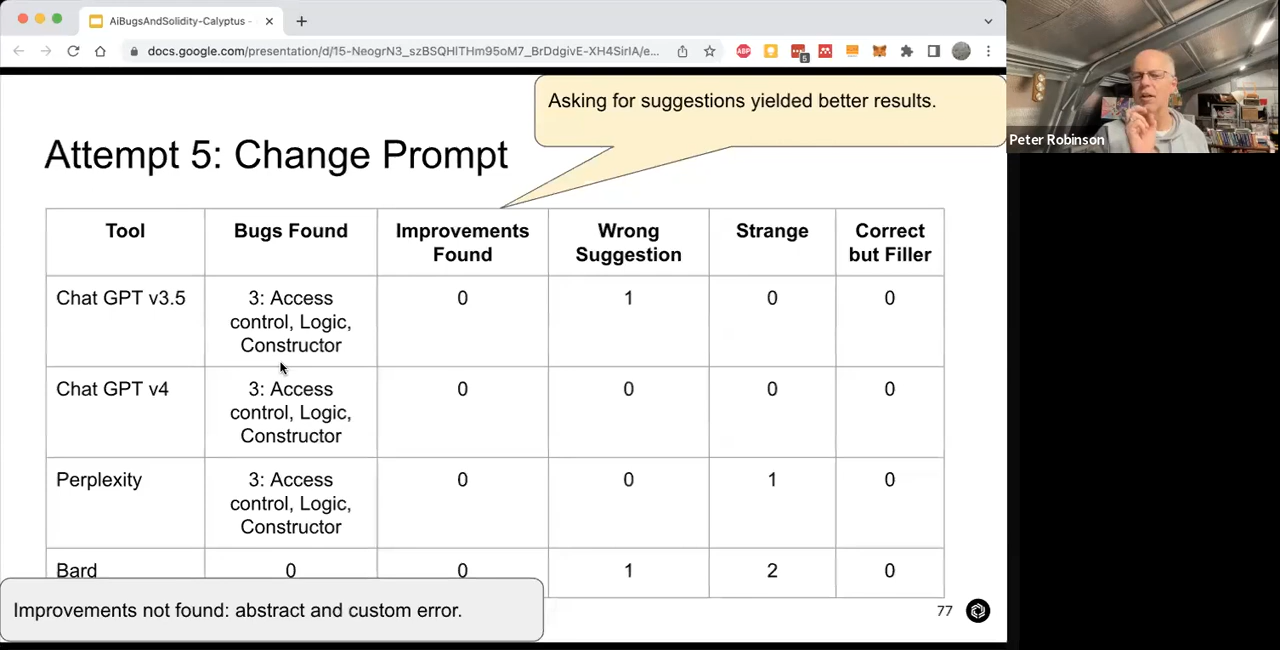 AiBugsAndSolidity-Calyptus -
docs.google.com/presentation/d/15-NeogrN3_szBSQHITHm95oM7_BrDdgivE-XH4SirIA/e...
ABP
5
Asking for suggestions yielded better results.
Peter Robinson
Attempt 5: Change Prompt
Tool Bugs Found Improvements Found Wrong Suggestion Strange Correct but Filler
Chat GPT v3.5 3: Access control, Logic, Constructor 0 1 0 0
Chat GPT v4 3: Access control, Logic, Constructor 0 0 0 0
Perplexity 3: Access control, Logic, Constructor 0 0 1 0
Bard 0 0 1 2 0
Improvements not found: abstract and custom error.
77